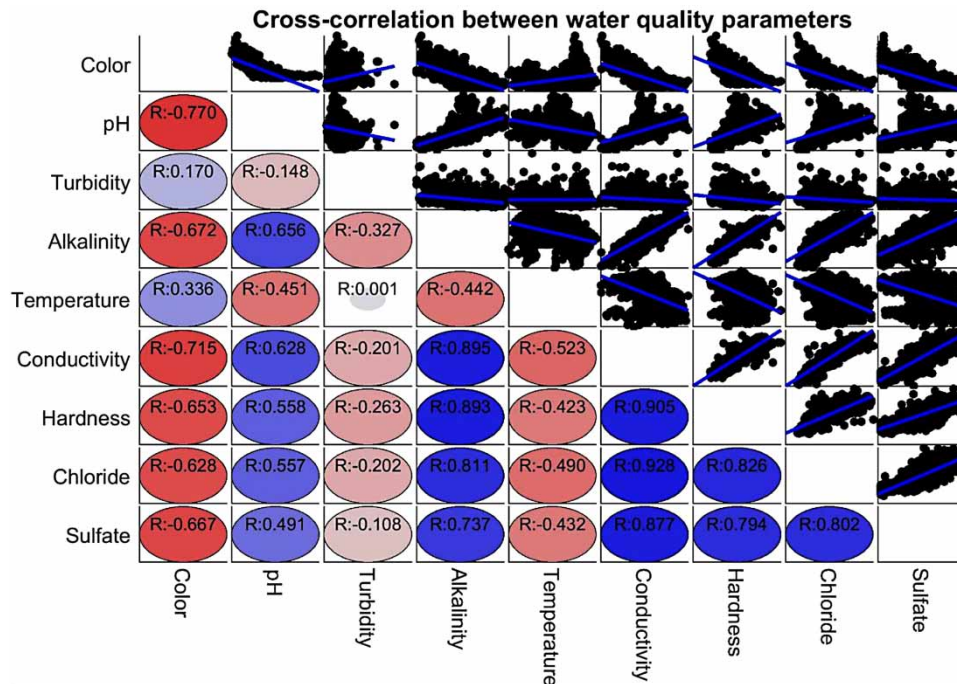 Cross-correlation between water quality parameters
Color
pH
R:-0.770
Turbidity
R:0.170 R:-0.148
Alkalinity
R:-0.672 R:0.656 R:-0.327
Temperature
R:0.336 R:-0.451 R:0.001 R:-0.442
Conductivity
R:-0.715 R:0.628 R:-0.201 R:0.895 R:-0.523
Hardness
R:-0.653 R:0.558 R:-0.263 R:0.893 R:-0.423 R:0.905
Chloride
R:-0.628 R:0.557 R:-0.202 R:0.811 R:-0.490 R:0.928 R:0.826
Sulfate
R:-0.667 R:0.491 R:-0.108 R:0.737 R:-0.432 R:0.877 R:0.794 R:0.802
Color
pH
Turbidity
Alkalinity
Temperature
Conductivity
Hardness
Chloride
Sulfate